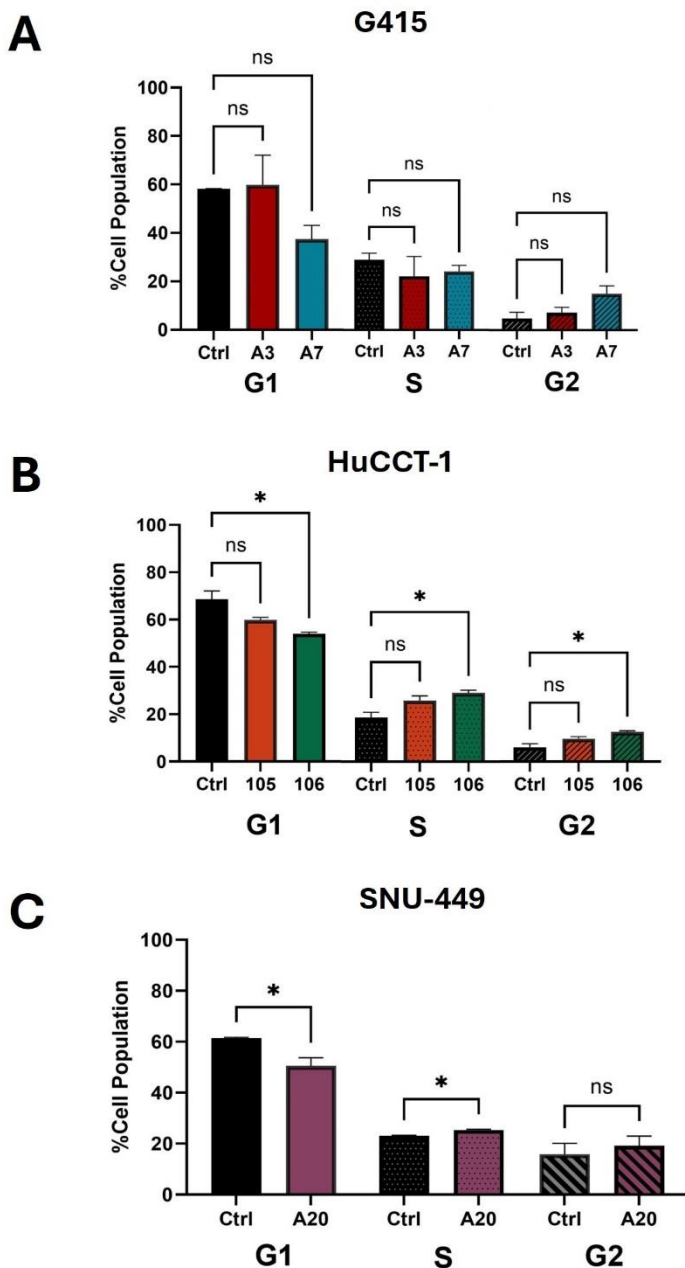 A
G415
ns
ns
ns
ns
ns
ns
%Cell Population
100
80
60
40
20
0
Ctrl A3 A7 Ctrl A3 A7 Ctrl A3 A7
G1 S G2
B
HuCCT-1
*
ns
*
ns
*
ns
%Cell Population
100
80
60
40
20
0
Ctrl 105 106 Ctrl 105 106 Ctrl 105 106
G1 S G2
C
SNU-449
*
*
ns
%Cell Population
100
80
60
40
20
0
Ctrl A20 Ctrl A20 Ctrl A20
G1 S G2